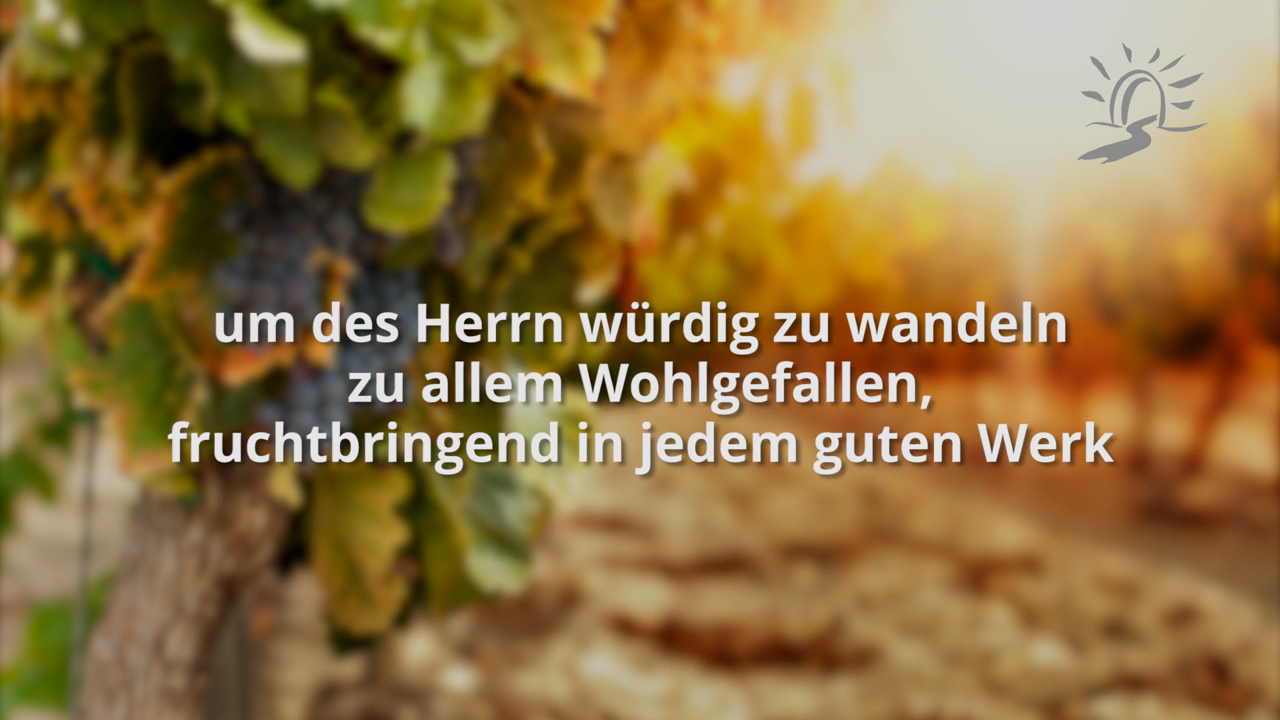 um des Herrn würdig zu wandeln
zu allem Wohlgefallen,
fruchtbringend in jedem guten Werk